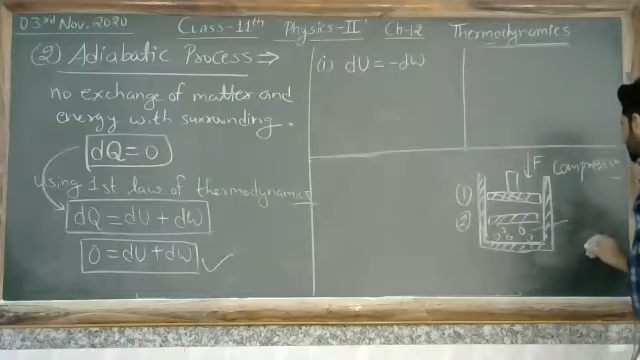 03rd Nov. 2020 Class-11th Physics-II Ch-12 Thermodynamics
(2) Adiabatic Process ⇒
no exchange of matter and
energy with surrounding.
dQ = 0
Using 1st law of thermodynamics
dQ = dU + dW
0 = dU + dW ✓
(i) dU = -dW
F
compression
(1)
(2)